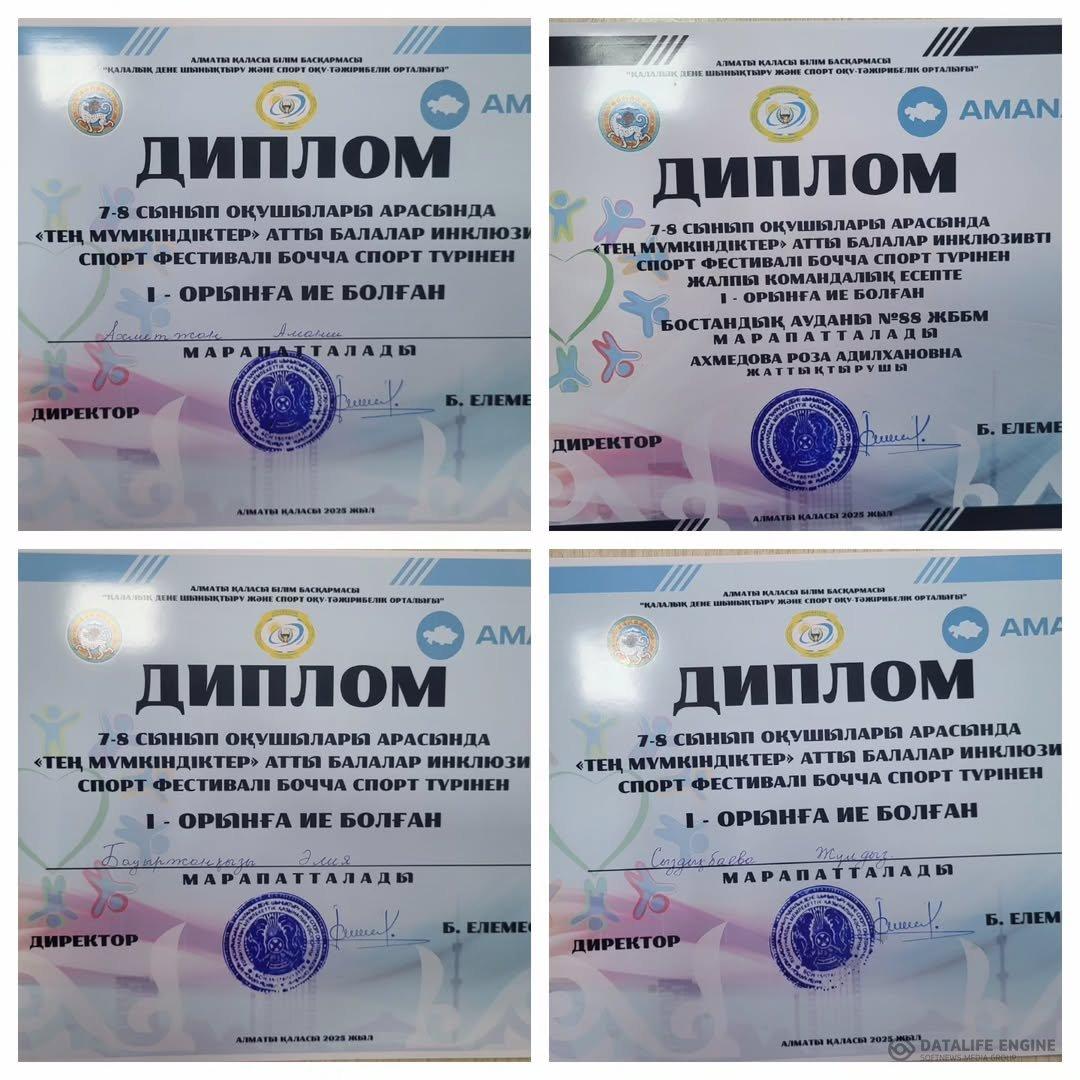 АЛМАТЫ ҚАЛАСЫ БІЛІМ БАСҚАРМАСЫ
"ҚАЛАЛЫҚ ДЕНЕ ШЫНЫҚТЫРУ ЖӘНЕ СПОРТ ОҚУ-ТӘЖІРИБЕЛІК ОРТАЛЫҒЫ"
AM
ДИПЛОМ
7-8 СЫНЫП ОҚУШЫЛАРЫ АРАСЫНДА
«ТЕҢ МҮМКІНДІКТЕР» АТТЫ БАЛАЛАР ИНКЛЮЗИ
СПОРТ ФЕСТИВАЛІ БОЧЧА СПОРТ ТҮРІНЕН
I - ОРЫНҒА ИЕ БОЛҒАН
Ахметжан
МАРАПАТТАЛАДЫ
ДИРЕКТОР
Б. ЕЛЕМЕ
АЛМАТЫ ҚАЛАСЫ 2025 ЖЫЛ
АЛМАТЫ ҚАЛАСЫ БІЛІМ БАСҚАРМАСЫ
"ҚАЛАЛЫҚ ДЕНЕ ШЫНЫҚТЫРУ ЖӘНЕ СПОРТ ОҚУ-ТӘЖІРИБЕЛІК ОРТАЛЫҒЫ"
AMAN
ДИПЛОМ
7-8 СЫНЫП ОҚУШЫЛАРЫ АРАСЫНДА
«ТЕҢ МҮМКІНДІКТЕР» АТТЫ БАЛАЛАР ИНКЛЮЗИВТІ
СПОРТ ФЕСТИВАЛІ БОЧЧА СПОРТ ТҮРІНЕН
ЖАЛПЫ КОМАНДАЛЫҚ ЕСЕПТЕ
I - ОРЫНҒА ИЕ БОЛҒАН
БОСТАНДЫҚ АУДАНЫ №88 ЖББМ
МАРАПАТТАЛАДЫ
АХМЕДОВА РОЗА АДИЛХАНОВНА
ЖАТТЫҚТЫРУШЫ
ДИРЕКТОР
Б. ЕЛЕМЕ
АЛМАТЫ ҚАЛАСЫ 2025 ЖЫЛ
АЛМАТЫ ҚАЛАСЫ БІЛІМ БАСҚАРМАСЫ
"ҚАЛАЛЫҚ ДЕНЕ ШЫНЫҚТЫРУ ЖӘНЕ СПОРТ ОҚУ-ТӘЖІРИБЕЛІК ОРТАЛЫҒЫ"
AMA
ДИПЛОМ
7-8 СЫНЫП ОҚУШЫЛАРЫ АРАСЫНДА
«ТЕҢ МҮМКІНДІКТЕР» АТТЫ БАЛАЛАР ИНКЛЮЗИ
СПОРТ ФЕСТИВАЛІ БОЧЧА СПОРТ ТҮРІНЕН
I - ОРЫНҒА ИЕ БОЛҒАН
Бауыржанқызы Әлия
МАРАПАТТАЛАДЫ
ДИРЕКТОР
Б. ЕЛЕМЕ
АЛМАТЫ ҚАЛАСЫ 2025 ЖЫЛ
АЛМАТЫ ҚАЛАСЫ БІЛІМ БАСҚАРМАСЫ
"ҚАЛАЛЫҚ ДЕНЕ ШЫНЫҚТЫРУ ЖӘНЕ СПОРТ ОҚУ-ТӘЖІРИБЕЛІК ОРТАЛЫҒЫ"
AMA
ДИПЛОМ
7-8 СЫНЫП ОҚУШЫЛАРЫ АРАСЫНДА
«ТЕҢ МҮМКІНДІКТЕР» АТТЫ БАЛАЛАР ИНКЛЮЗИ
СПОРТ ФЕСТИВАЛІ БОЧЧА СПОРТ ТҮРІНЕН
I - ОРЫНҒА ИЕ БОЛҒАН
Сыздықбаева Жұлдыз
МАРАПАТТАЛАДЫ
ДИРЕКТОР
Б. ЕЛЕМ
АЛМАТЫ ҚАЛАСЫ 2025 ЖЫЛ
DATALIFE ENGINE
SOFTNEWS MEDIA GROUP